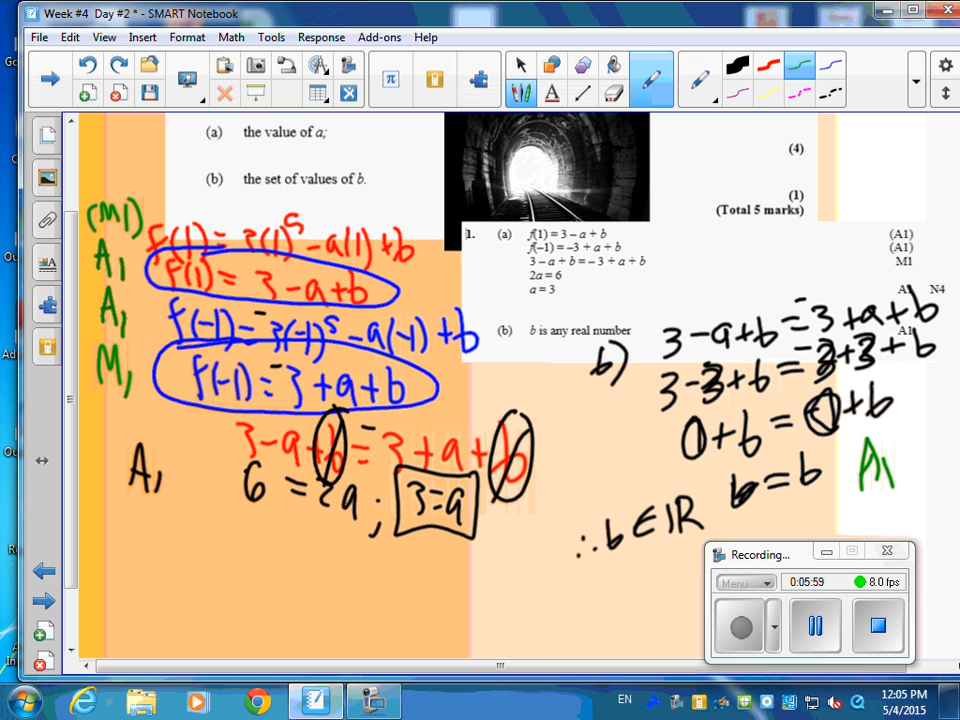 Week #4 Day #2 * - SMART Notebook
File Edit View Insert Format Math Tools Response Add-ons Help
(a) the value of a;
(4)
(b) the set of values of b.
(1)
(Total 5 marks)
1. (a) f(1) = 3 − a + b (A1)
f(−1) = −3 + a + b (A1)
3 − a + b = −3 + a + b M1
2a = 6
a = 3 A1 N4
(b) b is any real number A1
(M1)
A1
A1
M1
f(1) = 3(1)^5 − a(1) + b
f(1) = 3 − a + b
f(−1) = 3(−1)^5 − a(−1) + b
f(−1) = −3 + a + b
3 − a + b = −3 + a + b
A1 6 = 2a ; 3 = a
b) 3 − a + b = −3 + a + b
3 − 3 + b = −3 + 3 + b
0 + b = 0 + b
b = b
A1
∴ b ∈ ℝ
Recording...
Menu 0:05:59 8.0 fps
EN
12:05 PM
5/4/2015